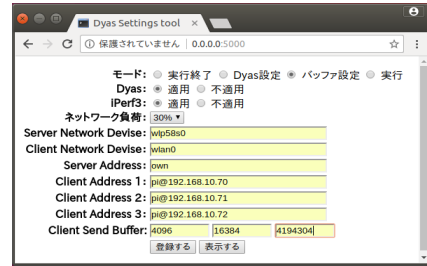 Dyas Settings tool ×
保護されていません | 0.0.0.0:5000
モード: 実行終了 Dyas設定 バッファ設定 実行
Dyas: 適用 不適用
iPerf3: 適用 不適用
ネットワーク負荷: 30%
Server Network Devise: wlp58s0
Client Network Devise: wlan0
Server Address: own
Client Address 1: pi@192.168.10.70
Client Address 2: pi@192.168.10.71
Client Address 3: pi@192.168.10.72
Client Send Buffer: 4096 16384 4194304
登録する 表示する